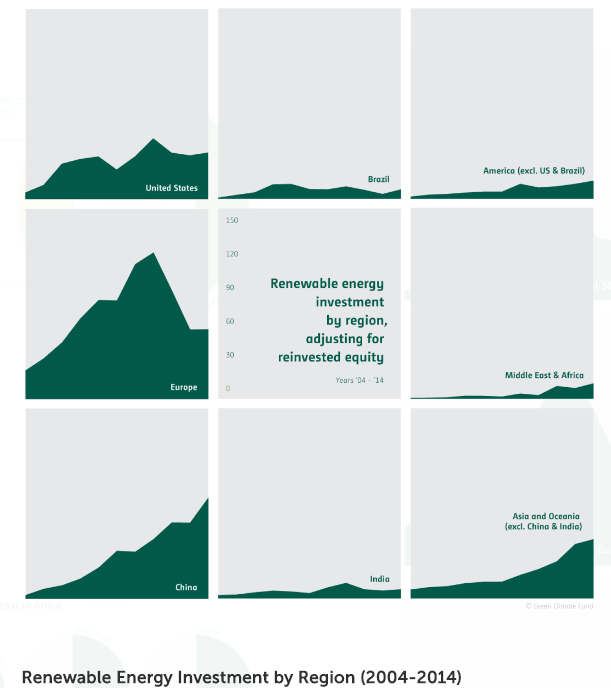 United States
Brazil
America (excl. US & Brazil)
Europe
150
120
90
60
30
0
Renewable energy
investment
by region,
adjusting for
reinvested equity
Years '04 - '14
Middle East & Africa
China
India
Asia and Oceania
(excl. China & India)
© Green Climate Fund
Renewable Energy Investment by Region (2004-2014)